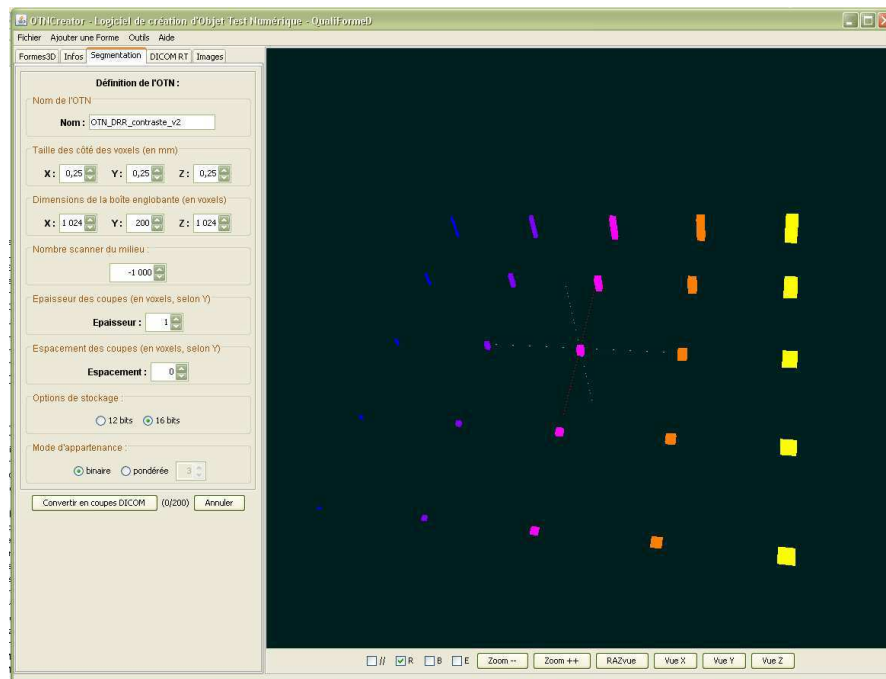 OTNCreator - Logiciel de création d'Objet Test Numérique - QualiFormeD
Fichier Ajouter une Forme Outils Aide
Formes3D Infos Segmentation DICOM RT Images
Définition de l'OTN :
Nom de l'OTN
Nom : OTN_DRR_contraste_v2
Taille des côté des voxels (en mm)
X : 0,25 Y : 0,25 Z : 0,25
Dimensions de la boîte englobante (en voxels)
X : 1 024 Y : 200 Z : 1 024
Nombre scanner du milieu :
-1 000
Epaisseur des coupes (en voxels, selon Y)
Epaisseur : 1
Espacement des coupes (en voxels, selon Y)
Espacement : 0
Options de stockage :
12 bits 16 bits
Mode d'appartenance :
binaire pondérée 3
Convertir en coupes DICOM (0/200) Annuler
// R B E Zoom -- Zoom ++ RAZvue Vue X Vue Y Vue Z